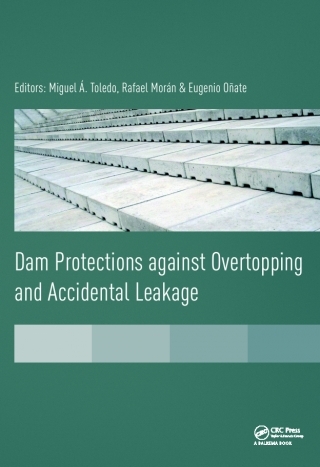 Editors: Miguel Á. Toledo, Rafael Morán & Eugenio Oñate
Dam Protections against Overtopping
and Accidental Leakage
CRC Press
Taylor & Francis Group
A BALKEMA BOOK